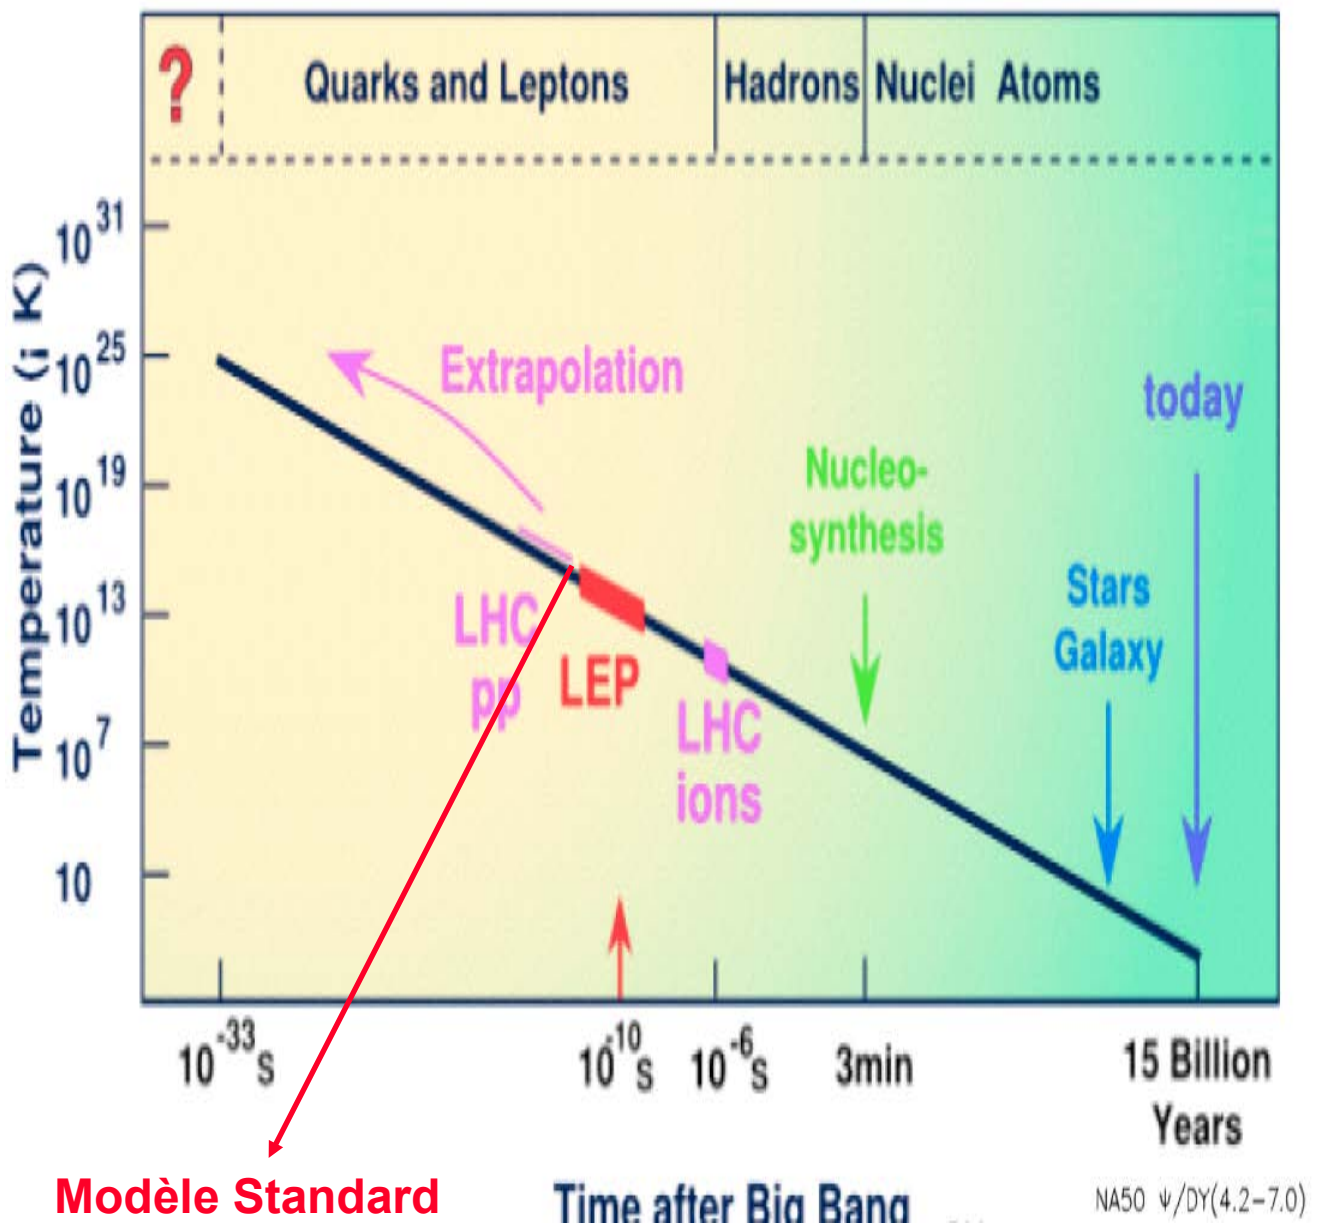 ?
Quarks and Leptons
Hadrons
Nuclei Atoms
Temperature (¡ K)
10^31
10^25
10^19
10^13
10^7
10
Extrapolation
today
Nucleo-
synthesis
Stars
Galaxy
LHC
pp
LEP
LHC
ions
10^-33 s
10^-10 s
10^-6 s
3min
15 Billion
Years
Modèle Standard
Time after Big Bang
NA50 Ψ/DY(4.2-7.0)